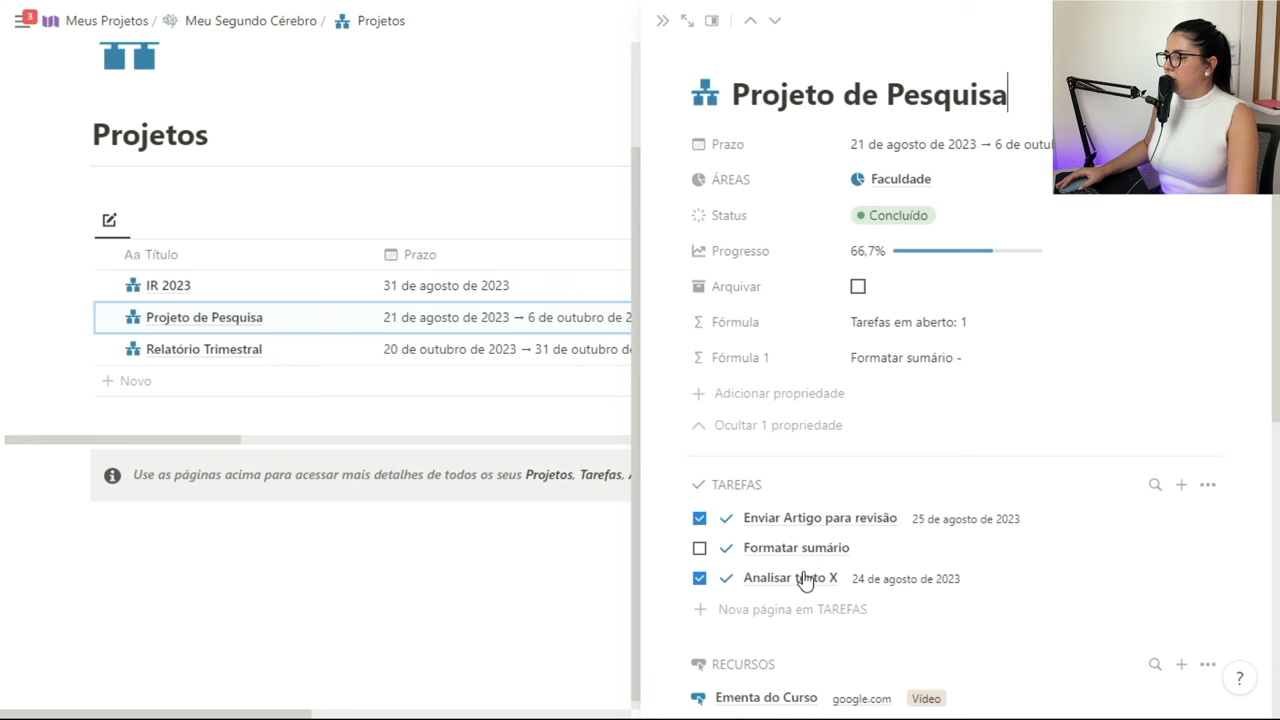 3 Meus Projetos / Meu Segundo Cérebro / Projetos
Projetos
Aa Título Prazo
IR 2023 31 de agosto de 2023
Projeto de Pesquisa 21 de agosto de 2023 → 6 de outubro de 2
Relatório Trimestral 20 de outubro de 2023 → 31 de outubro d
+ Novo
Use as páginas acima para acessar mais detalhes de todos os seus Projetos, Tarefas,
Projeto de Pesquisa
Prazo 21 de agosto de 2023 → 6 de outu
ÁREAS Faculdade
Status Concluído
Progresso 66,7%
Arquivar
Σ Fórmula Tarefas em aberto: 1
Σ Fórmula 1 Formatar sumário -
+ Adicionar propriedade
Ocultar 1 propriedade
TAREFAS
Enviar Artigo para revisão 25 de agosto de 2023
Formatar sumário
Analisar X 24 de agosto de 2023
+ Nova página em TAREFAS
RECURSOS
Ementa do Curso google.com Vídeo
?